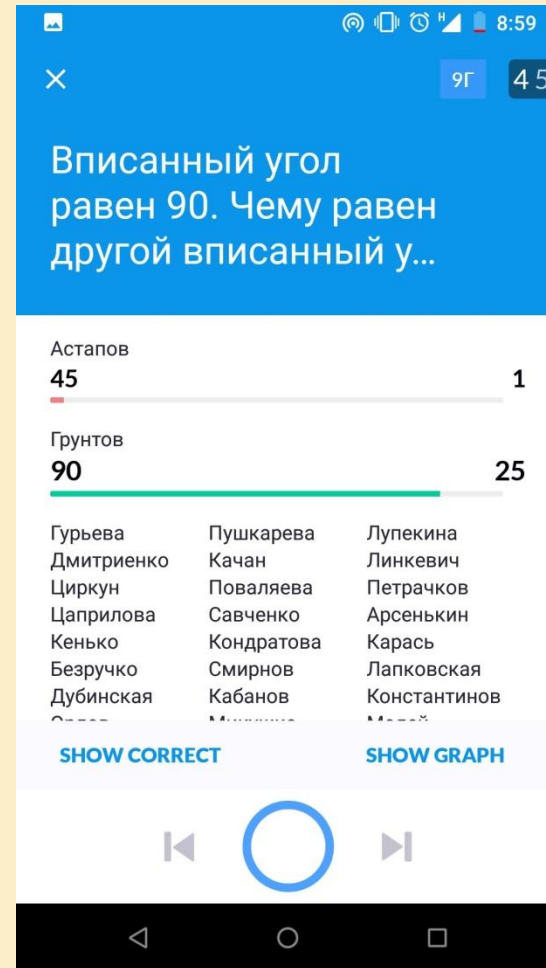 H 8:59
9Г 4 5
Вписанный угол
равен 90. Чему равен
другой вписанный у...
Астапов
45 1
Грунтов
90 25
Гурьева Пушкарева Лупекина
Дмитриенко Качан Линкевич
Циркун Поваляева Петрачков
Цаприлова Савченко Арсенькин
Кенько Кондратова Карась
Безручко Смирнов Лапковская
Дубинская Кабанов Константинов
SHOW CORRECT SHOW GRAPH